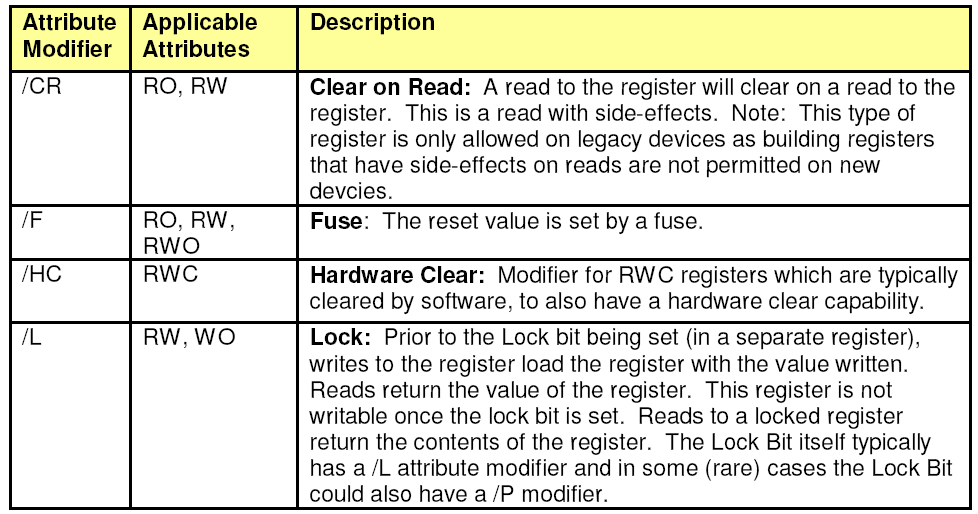 Attribute Modifier Applicable Attributes Description
/CR RO, RW Clear on Read: A read to the register will clear on a read to the
register. This is a read with side-effects. Note: This type of
register is only allowed on legacy devices as building registers
that have side-effects on reads are not permitted on new
devcies.
/F RO, RW, RWO Fuse: The reset value is set by a fuse.
/HC RWC Hardware Clear: Modifier for RWC registers which are typically
cleared by software, to also have a hardware clear capability.
/L RW, WO Lock: Prior to the Lock bit being set (in a separate register),
writes to the register load the register with the value written.
Reads return the value of the register. This register is not
writable once the lock bit is set. Reads to a locked register
return the contents of the register. The Lock Bit itself typically
has a /L attribute modifier and in some (rare) cases the Lock Bit
could also have a /P modifier.